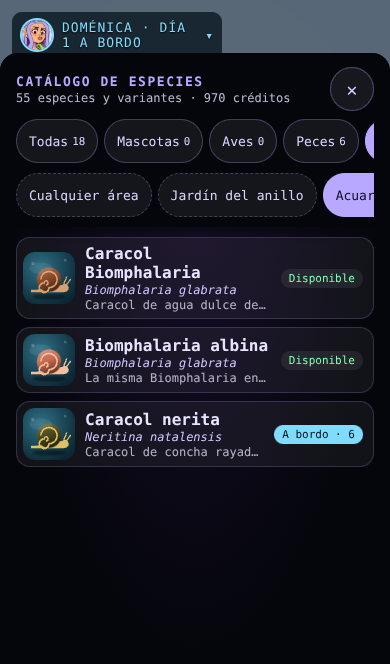 DOMÉNICA · DÍA
1 A BORDO
▾
CATÁLOGO DE ESPECIES
55 especies y variantes · 970 créditos
×
Todas 18
Mascotas 0
Aves 0
Peces 6
Cualquier área
Jardín del anillo
Acuar
Caracol
Biomphalaria
Biomphalaria glabrata
Caracol de agua dulce de…
Disponible
Biomphalaria albina
Biomphalaria glabrata
La misma Biomphalaria en…
Disponible
Caracol nerita
Neritina natalensis
Caracol de concha rayad…
A bordo · 6